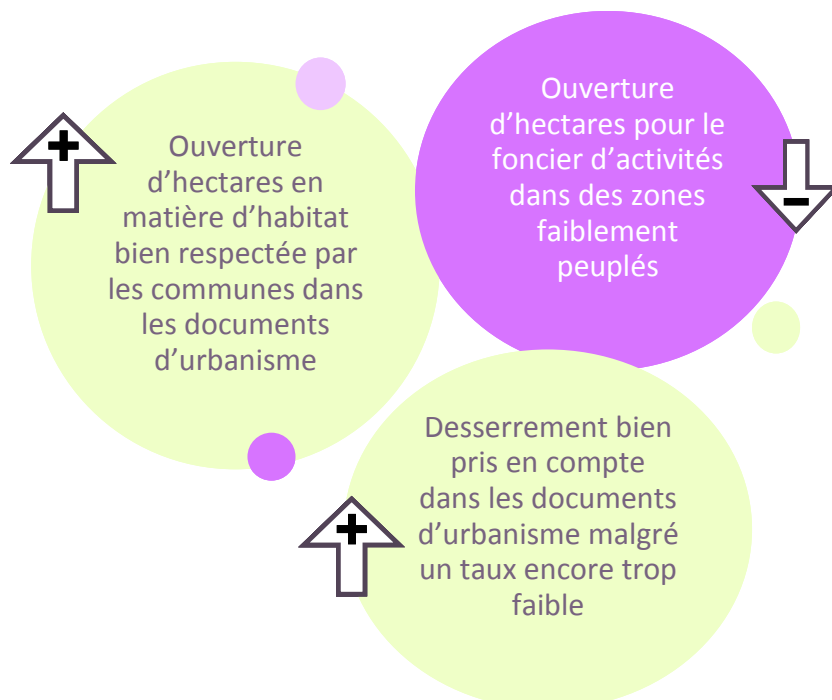 +
Ouverture
d'hectares en
matière d'habitat
bien respectée par
les communes dans
les documents
d'urbanisme
Ouverture
d'hectares pour le
foncier d'activités
dans des zones
faiblement
peuplés
-
+
Desserrement bien
pris en compte
dans les documents
d'urbanisme malgré
un taux encore trop
faible